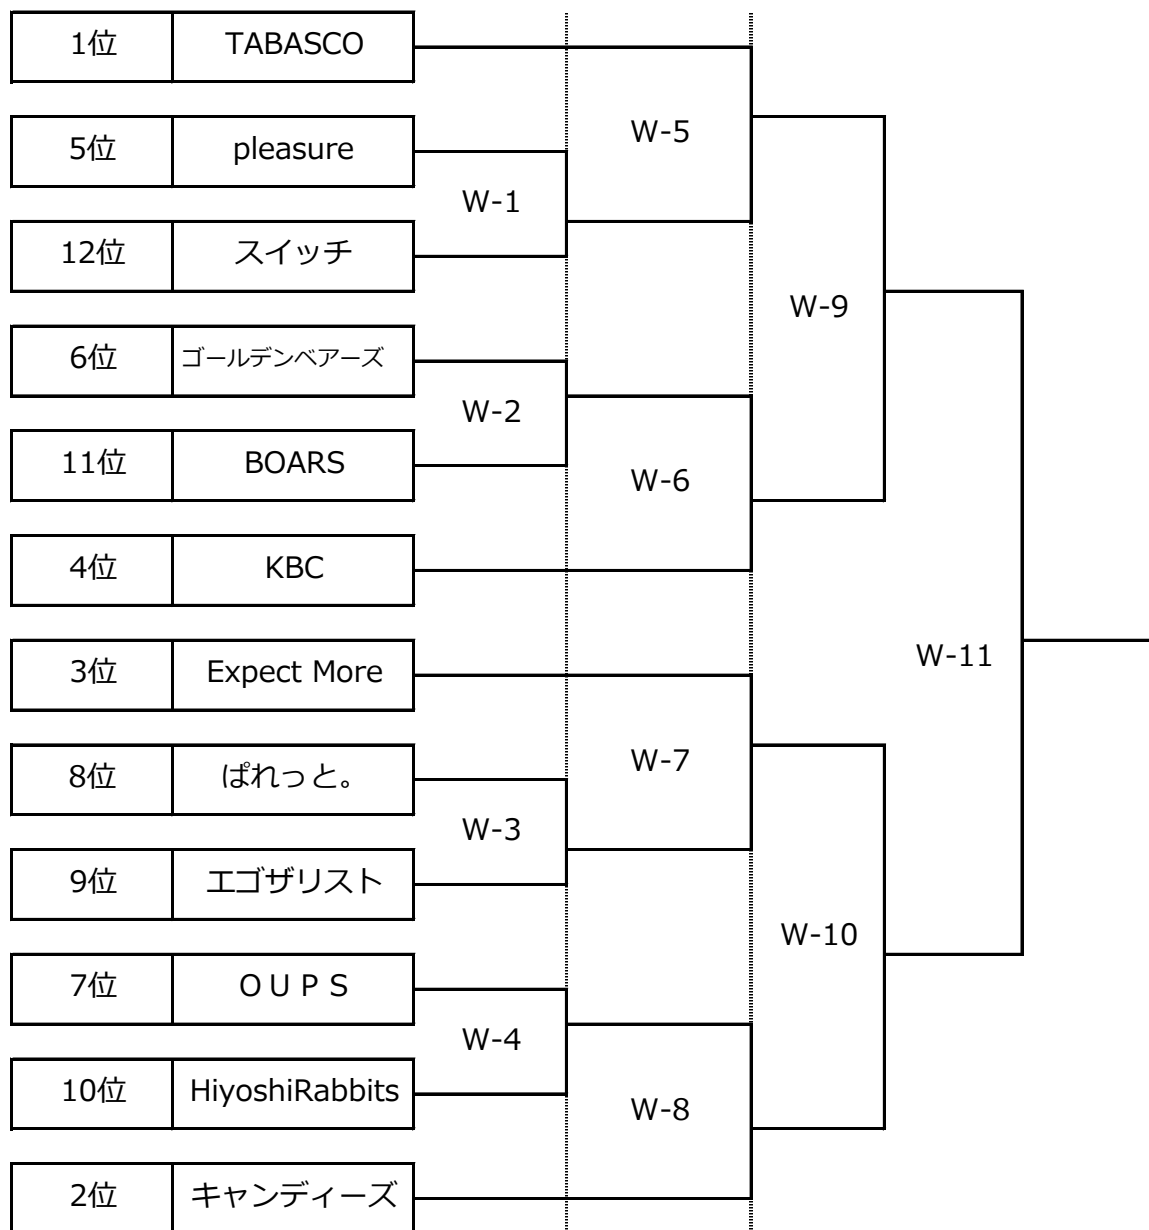 1位 TABASCO
W-5
5位 pleasure
W-1
12位 スイッチ
W-9
6位 ゴールデンベアーズ
W-2
11位 BOARS
W-6
4位 KBC
W-11
3位 Expect More
W-7
8位 ぱれっと。
W-3
9位 エゴザリスト
W-10
7位 ＯＵＰＳ
W-4
10位 HiyoshiRabbits
W-8
2位 キャンディーズ